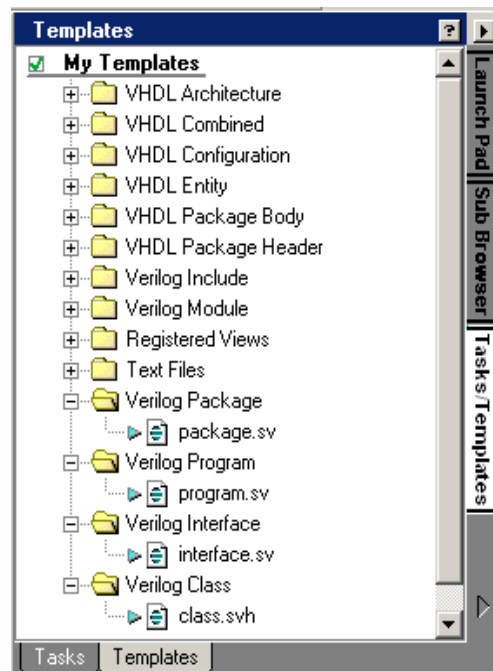 Templates
?
My Templates
VHDL Architecture
VHDL Combined
VHDL Configuration
VHDL Entity
VHDL Package Body
VHDL Package Header
Verilog Include
Verilog Module
Registered Views
Text Files
Verilog Package
package.sv
Verilog Program
program.sv
Verilog Interface
interface.sv
Verilog Class
class.svh
Tasks
Templates
Launch Pad
Sub Browser
Tasks/Templates